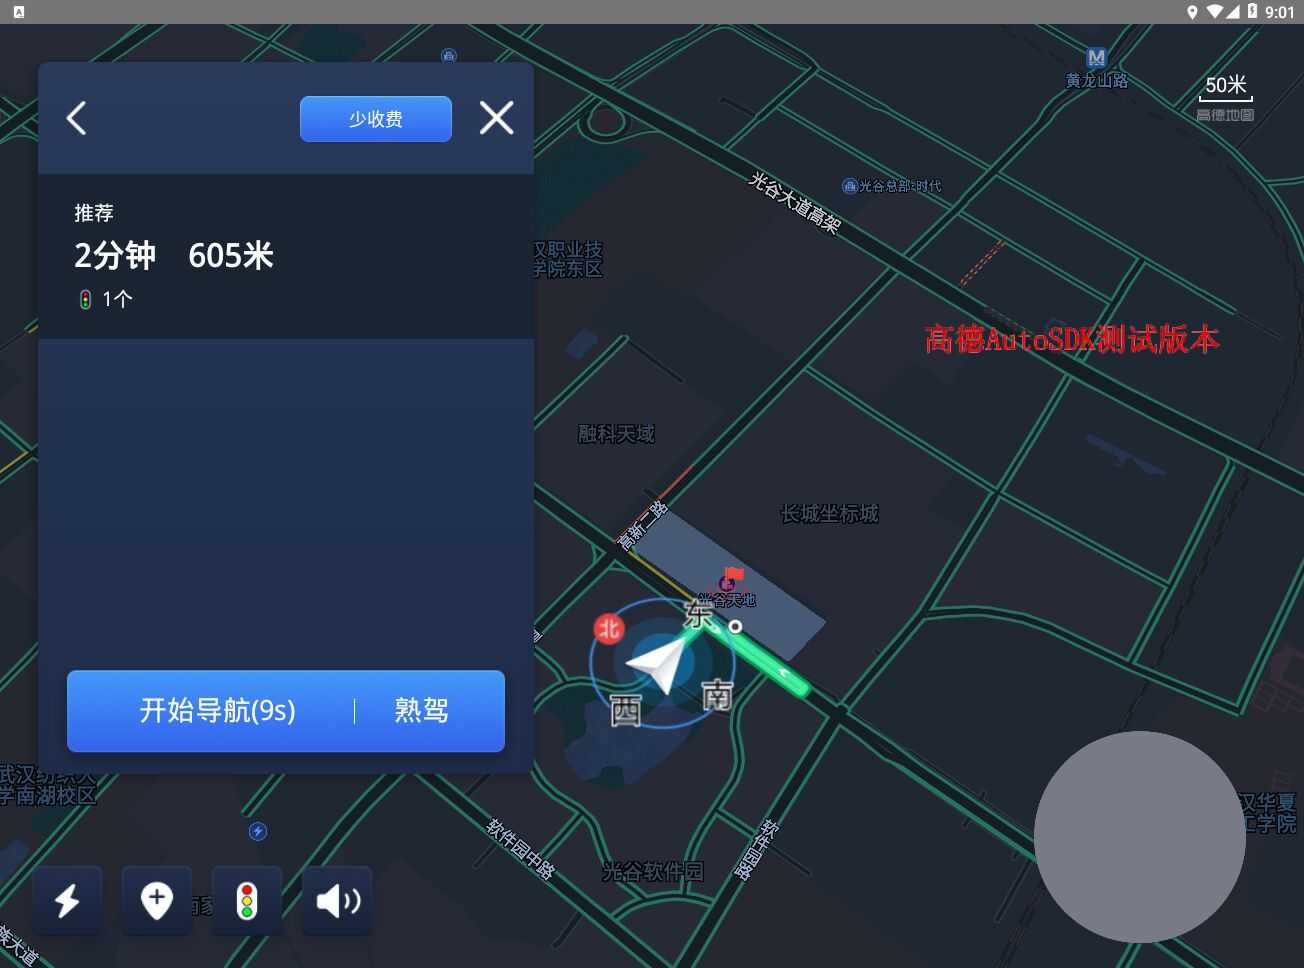 9:01
少收费
推荐
2分钟 605米
1个
开始导航(9s)
熟驾
M
黄龙山路
50米
高德地图
光谷总部·时代
光谷大道高架
汉职业技
学院东区
高德AutoSDK测试版本
融科天域
长城坐标城
高新二路
光谷天地
北
东
南
西
武汉纺织大
学南湖校区
软件园中路
光谷软件园
汉华夏
工学院
族大道